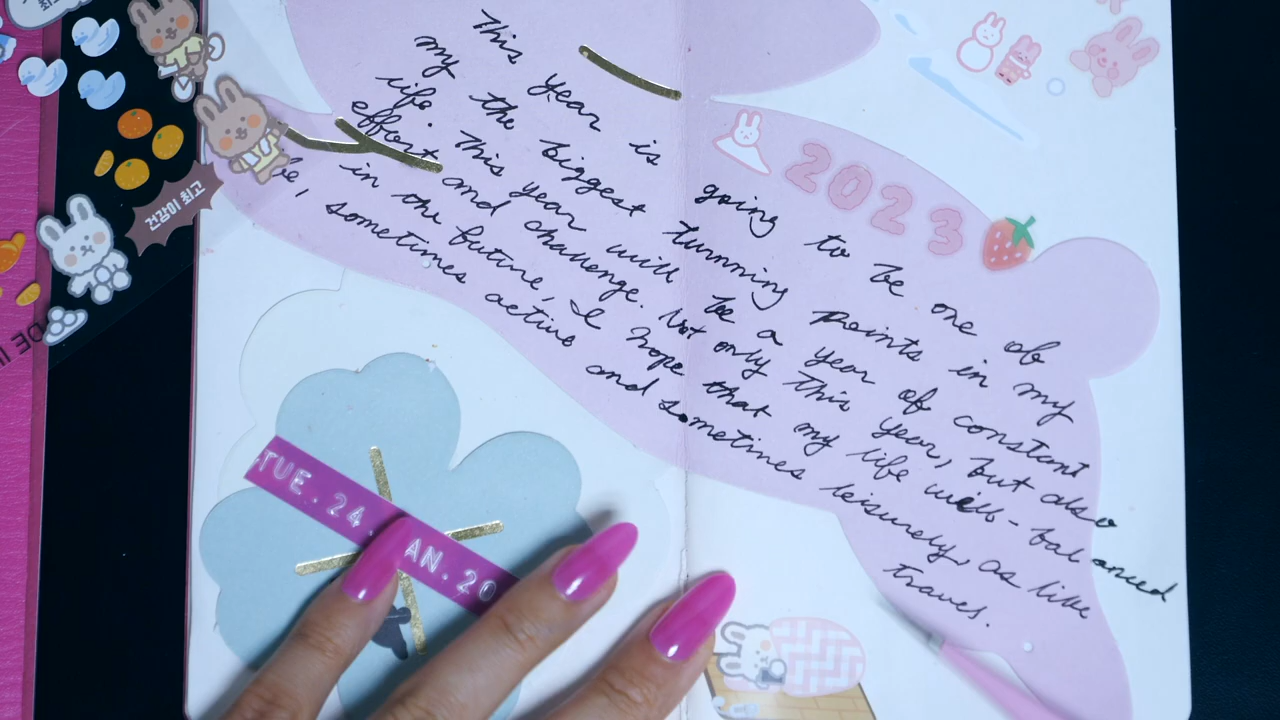 최고
건강이 최고
2023
This year is going to be one of
my the biggest turnning points in my
life. This year will be a year of constant
effort and challenge. Not only this year, but also
in the future, I hope that my life well-balanced
be, sometimes active and sometimes leisurely, as like
travel.
TUE. 24. AN. 20